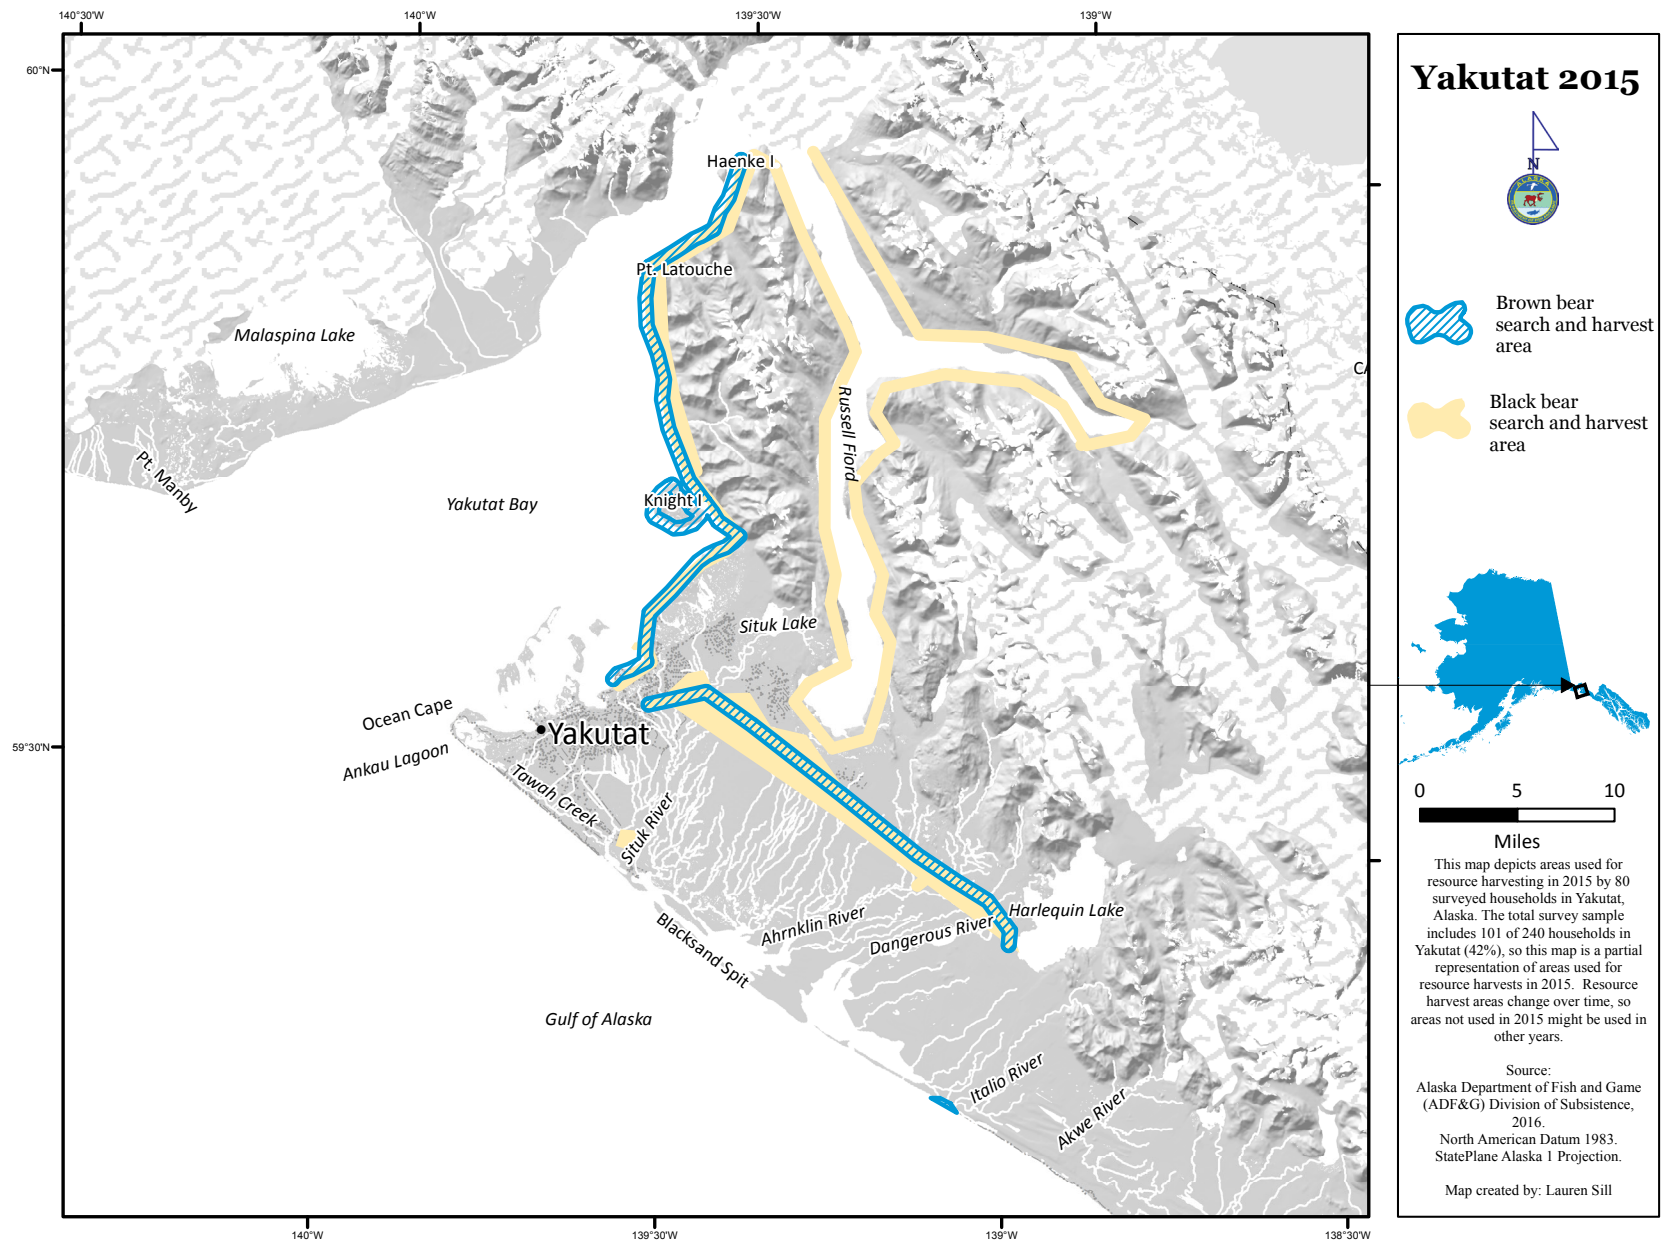 140°30'W
140°W
139°30'W
139°W
60°N
Haenke I
Pt. Latouche
Malaspina Lake
CA
Russell Fiord
Pt. Manby
Yakutat Bay
Knight I
Situk Lake
Ocean Cape
Yakutat
59°30'N
Ankau Lagoon
Tawah Creek
Situk River
Blacksand Spit
Ahrnklin River
Dangerous River
Harlequin Lake
Gulf of Alaska
Italio River
Akwe River
140°W
139°30'W
139°W
138°30'W
Yakutat 2015
N
ALASKA
Brown bear
search and harvest
area
Black bear
search and harvest
area
0 5 10
Miles
This map depicts areas used for
resource harvesting in 2015 by 80
surveyed households in Yakutat,
Alaska. The total survey sample
includes 101 of 240 households in
Yakutat (42%), so this map is a partial
representation of areas used for
resource harvests in 2015. Resource
harvest areas change over time, so
areas not used in 2015 might be used in
other years.
Source:
Alaska Department of Fish and Game
(ADF&G) Division of Subsistence,
2016.
North American Datum 1983.
StatePlane Alaska 1 Projection.
Map created by: Lauren Sill